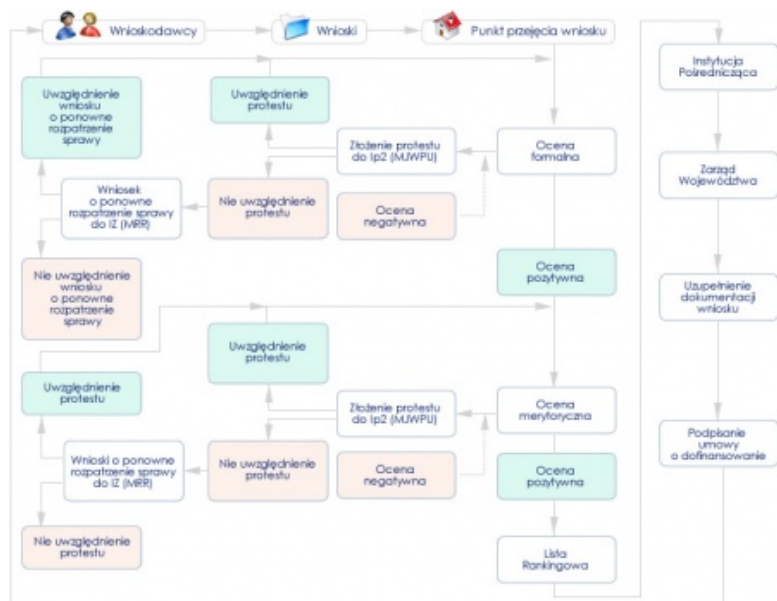 Wnioskodawcy
Wnioski
Punkt przejęcia wniosku
Instytucja
Pośrednicząca
Uwzględnienie
wniosku
o ponowne
rozpatrzenie
sprawy
Uwzględnienie
protestu
Złożenie protestu
do Ip2 (MJWPU)
Ocena
formalna
Zarząd
Województwa
Wniosek
o ponowne
rozpatrzenie sprawy
do IZ (MRR)
Nie uwzględnienie
protestu
Ocena
negatywna
Nie uwzględnienie
wniosku
o ponowne
rozpatrzenie
sprawy
Ocena
pozytywna
Uzupełnienie
dokumentacji
wniosku
Uwzględnienie
protestu
Uwzględnienie
protestu
Złożenie protestu
do Ip2 (MJWPU)
Ocena
merytoryczna
Podpisanie
umowy
o dofinansowanie
Wnioski o ponowne
rozpatrzenie sprawy
do IZ (MRR)
Nie uwzględnienie
protestu
Ocena
negatywna
Ocena
pozytywna
Nie uwzględnienie
protestu
Lista
Rankingowa